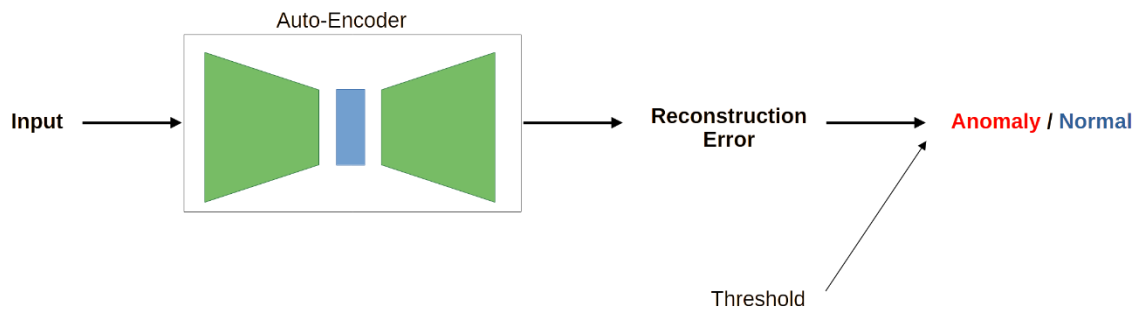 Auto-Encoder
Input
Reconstruction
Error
Anomaly / Normal
Threshold